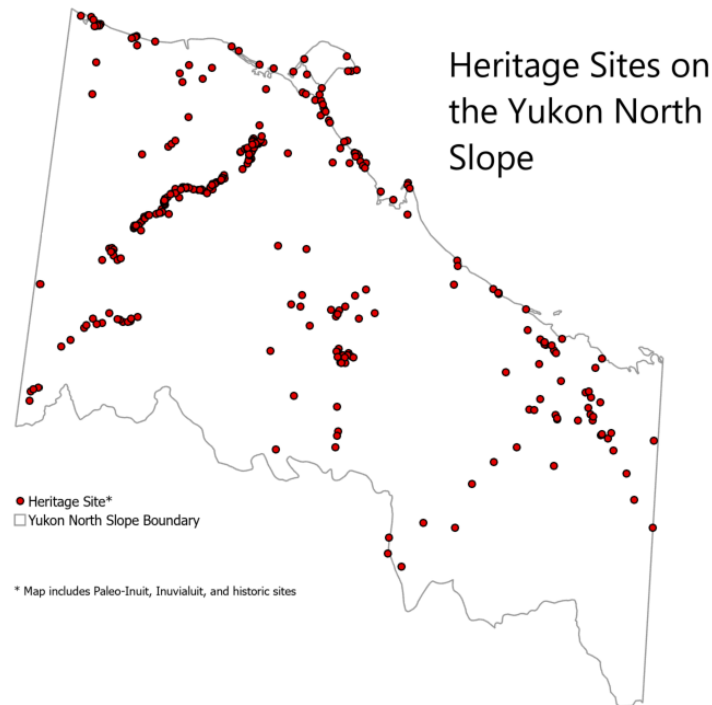 Heritage Sites on
the Yukon North
Slope
Heritage Site*
Yukon North Slope Boundary
* Map includes Paleo-Inuit, Inuvialuit, and historic sites